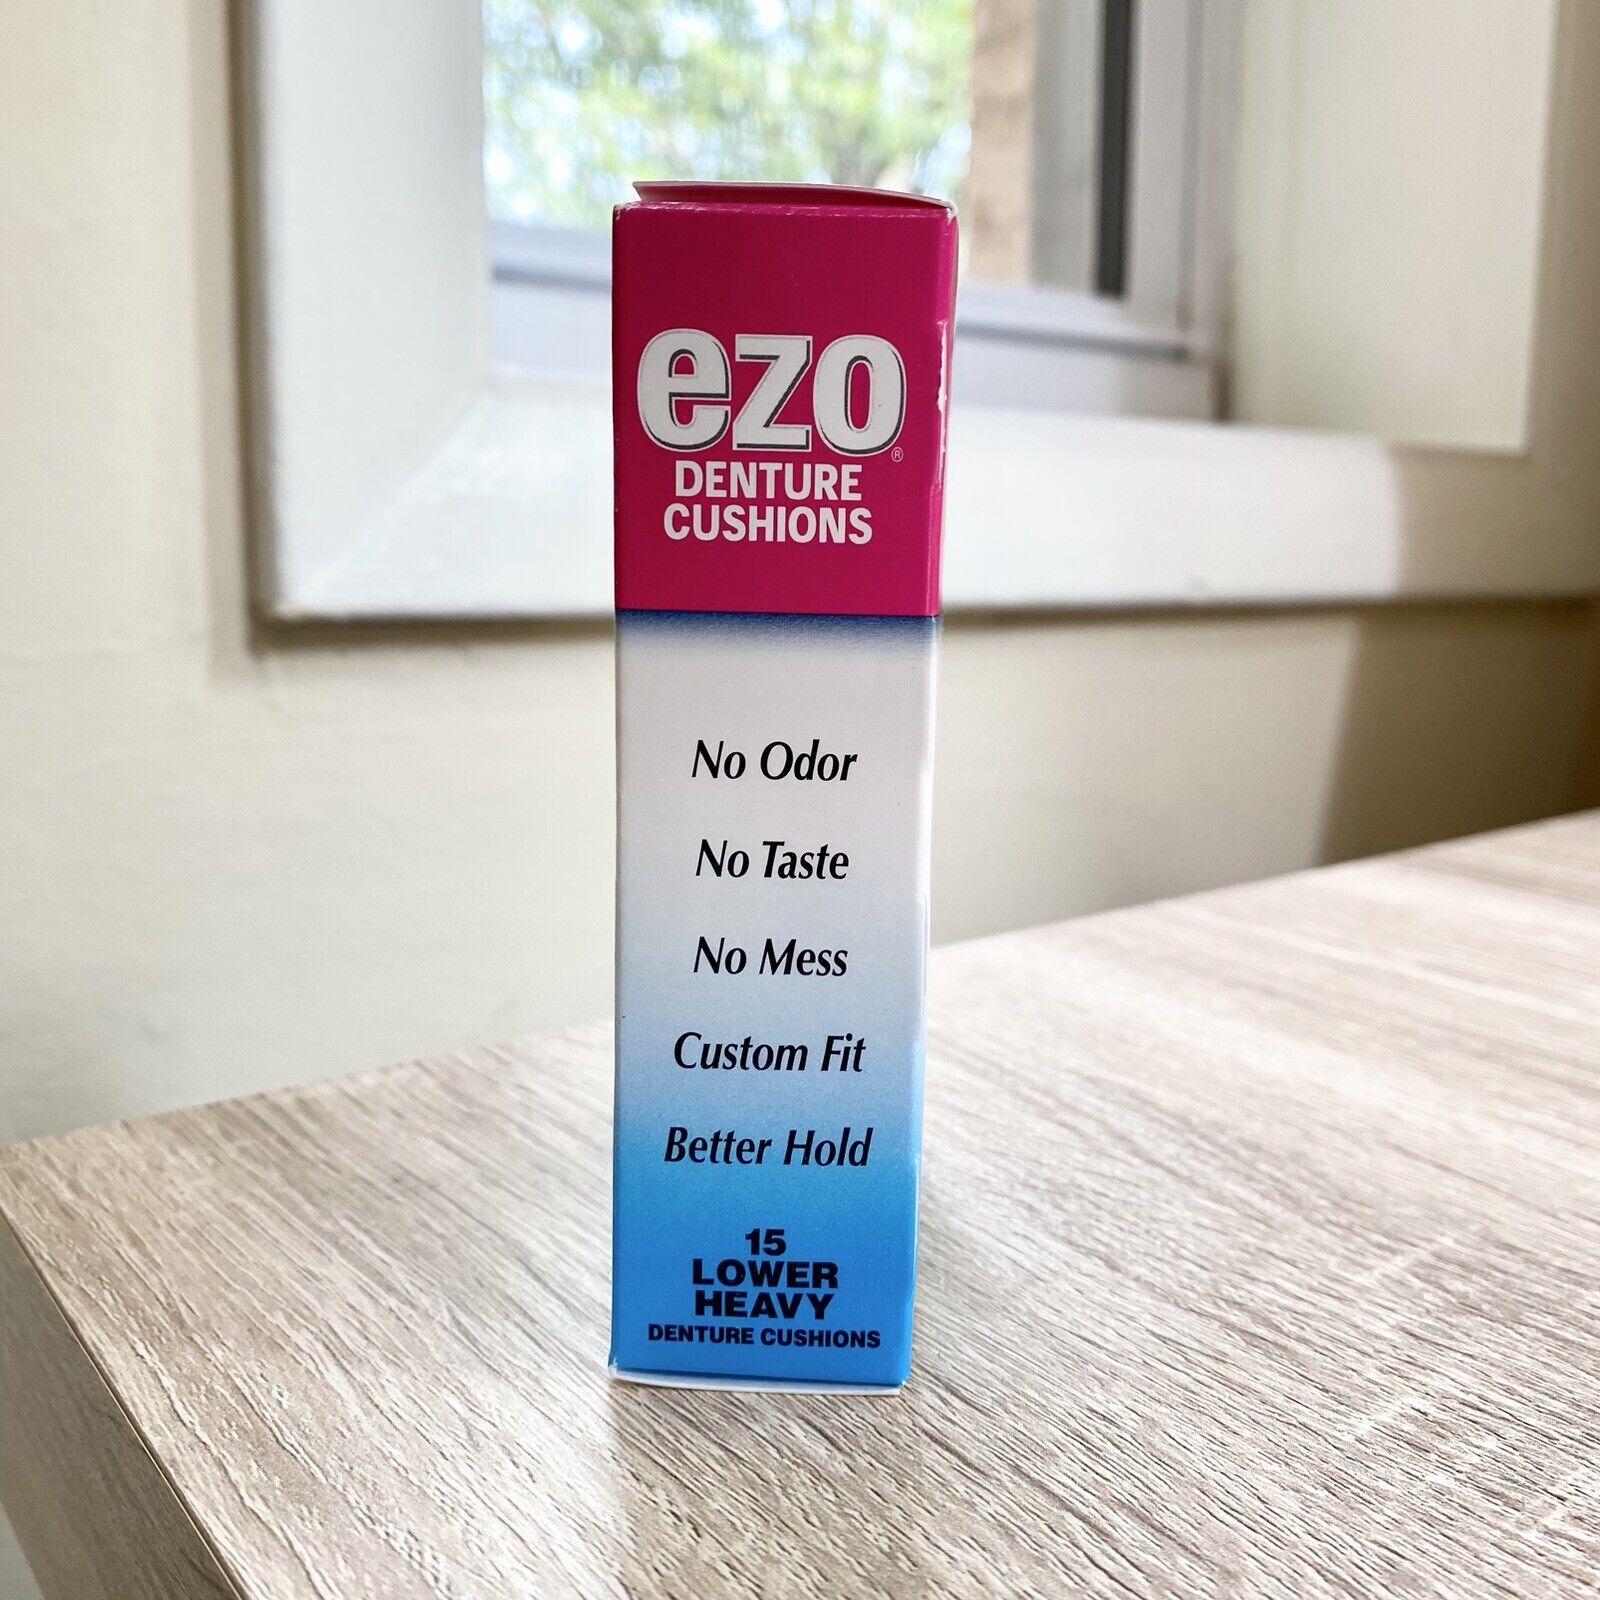 ezo®
DENTURE
CUSHIONS
No Odor
No Taste
No Mess
Custom Fit
Better Hold
15
LOWER
HEAVY
DENTURE CUSHIONS